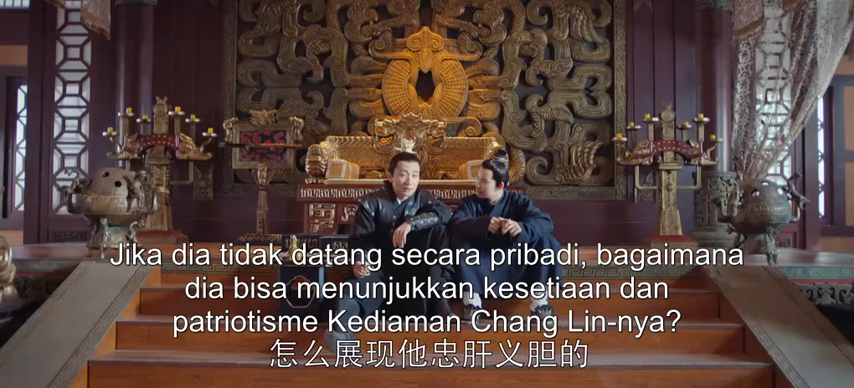 Jika dia tidak datang secara pribadi, bagaimana
dia bisa menunjukkan kesetiaan dan
patriotisme Kediaman Chang Lin-nya?
怎么展现他忠肝义胆的